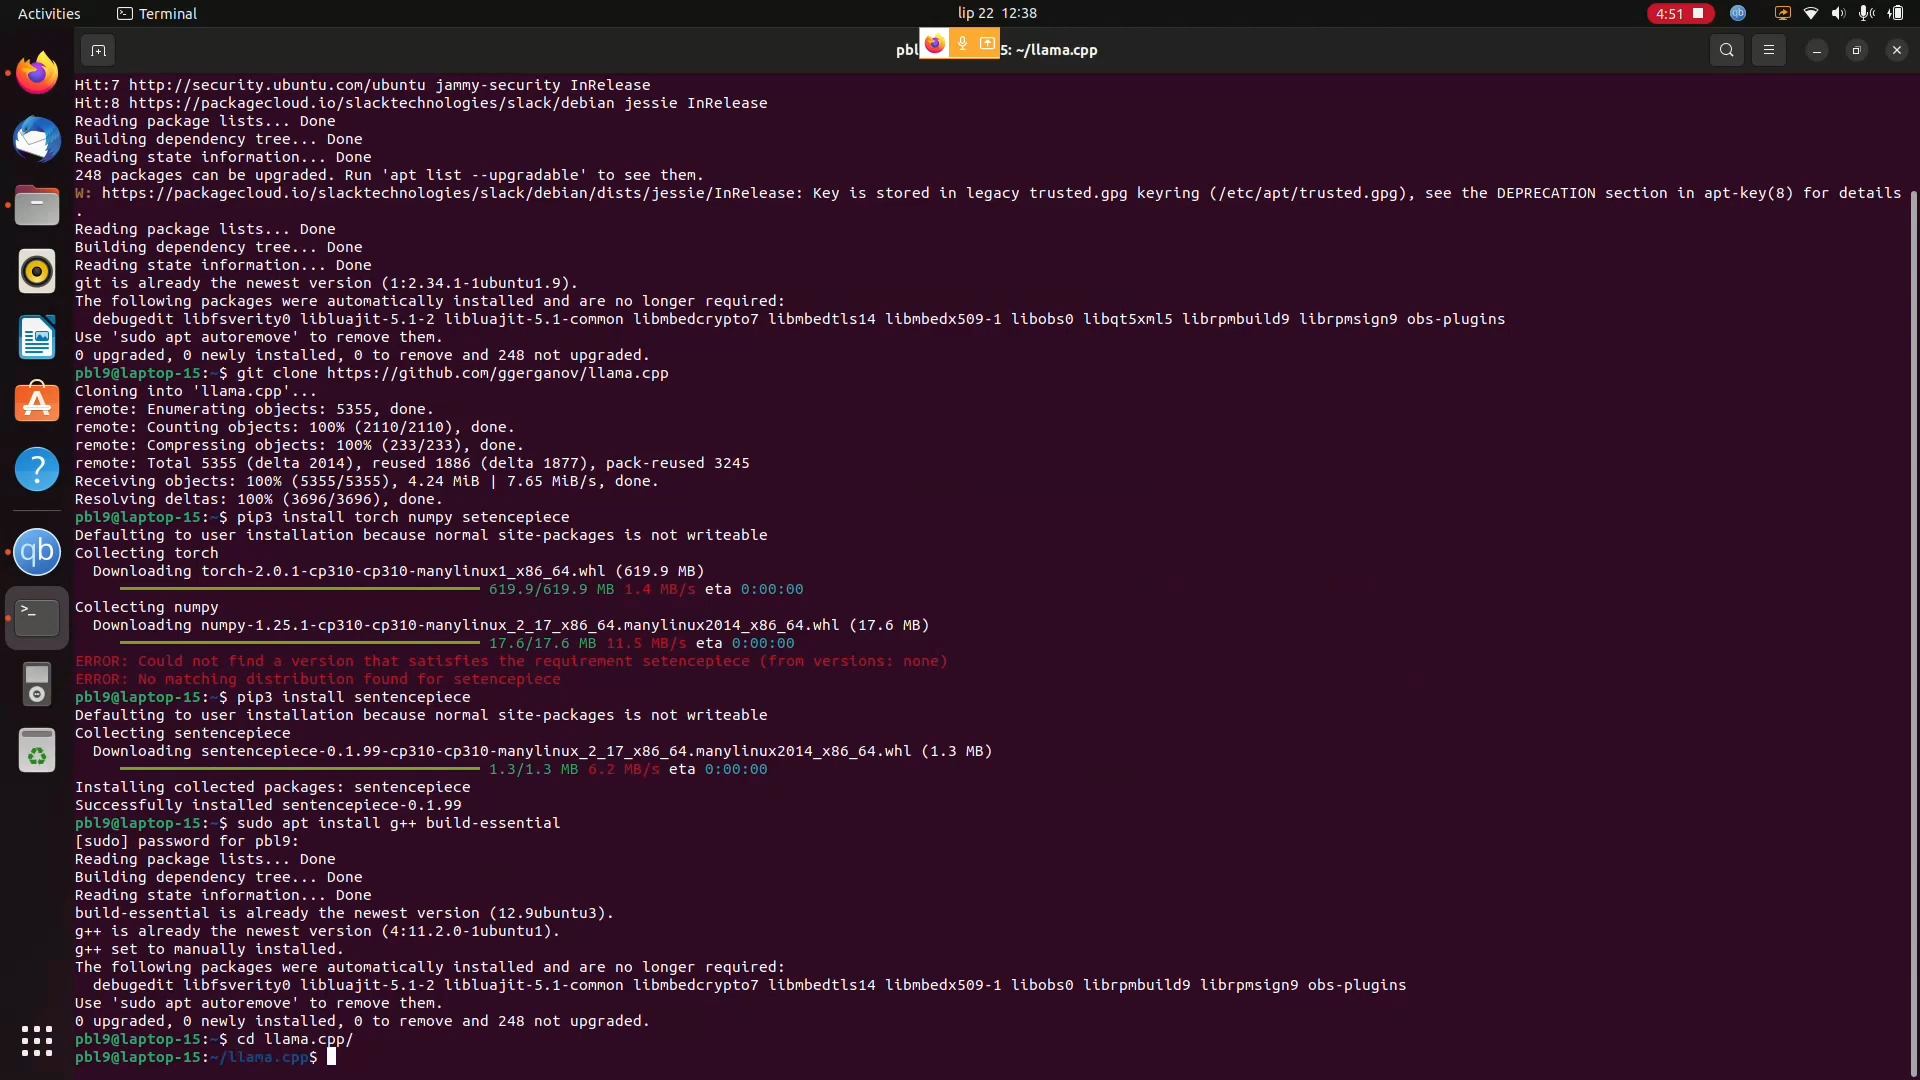 Activities
Terminal
lip 22 12:38
4:51
pbl
5: ~/llama.cpp
Hit:7 http://security.ubuntu.com/ubuntu jammy-security InRelease
Hit:8 https://packagecloud.io/slacktechnologies/slack/debian jessie InRelease
Reading package lists... Done
Building dependency tree... Done
Reading state information... Done
248 packages can be upgraded. Run 'apt list --upgradable' to see them.
W: https://packagecloud.io/slacktechnologies/slack/debian/dists/jessie/InRelease: Key is stored in legacy trusted.gpg keyring (/etc/apt/trusted.gpg), see the DEPRECATION section in apt-key(8) for details
.
Reading package lists... Done
Building dependency tree... Done
Reading state information... Done
git is already the newest version (1:2.34.1-1ubuntu1.9).
The following packages were automatically installed and are no longer required:
debugedit libfsverity0 libluajit-5.1-2 libluajit-5.1-common libmbedcrypto7 libmbedtls14 libmbedx509-1 libobs0 libqt5xml5 librpmbuild9 librpmsign9 obs-plugins
Use 'sudo apt autoremove' to remove them.
0 upgraded, 0 newly installed, 0 to remove and 248 not upgraded.
pbl9@laptop-15:~$ git clone https://github.com/ggerganov/llama.cpp
Cloning into 'llama.cpp'...
remote: Enumerating objects: 5355, done.
remote: Counting objects: 100% (2110/2110), done.
remote: Compressing objects: 100% (233/233), done.
remote: Total 5355 (delta 2014), reused 1886 (delta 1877), pack-reused 3245
Receiving objects: 100% (5355/5355), 4.24 MiB | 7.65 MiB/s, done.
Resolving deltas: 100% (3696/3696), done.
pbl9@laptop-15:~$ pip3 install torch numpy setencepiece
Defaulting to user installation because normal site-packages is not writeable
Collecting torch
Downloading torch-2.0.1-cp310-cp310-manylinux1_x86_64.whl (619.9 MB)
619.9/619.9 MB 1.4 MB/s eta 0:00:00
Collecting numpy
Downloading numpy-1.25.1-cp310-cp310-manylinux_2_17_x86_64.manylinux2014_x86_64.whl (17.6 MB)
17.6/17.6 MB 11.5 MB/s eta 0:00:00
ERROR: Could not find a version that satisfies the requirement setencepiece (from versions: none)
ERROR: No matching distribution found for setencepiece
pbl9@laptop-15:~$ pip3 install sentencepiece
Defaulting to user installation because normal site-packages is not writeable
Collecting sentencepiece
Downloading sentencepiece-0.1.99-cp310-cp310-manylinux_2_17_x86_64.manylinux2014_x86_64.whl (1.3 MB)
1.3/1.3 MB 6.2 MB/s eta 0:00:00
Installing collected packages: sentencepiece
Successfully installed sentencepiece-0.1.99
pbl9@laptop-15:~$ sudo apt install g++ build-essential
[sudo] password for pbl9:
Reading package lists... Done
Building dependency tree... Done
Reading state information... Done
build-essential is already the newest version (12.9ubuntu3).
g++ is already the newest version (4:11.2.0-1ubuntu1).
g++ set to manually installed.
The following packages were automatically installed and are no longer required:
debugedit libfsverity0 libluajit-5.1-2 libluajit-5.1-common libmbedcrypto7 libmbedtls14 libmbedx509-1 libobs0 librpmbuild9 librpmsign9 obs-plugins
Use 'sudo apt autoremove' to remove them.
0 upgraded, 0 newly installed, 0 to remove and 248 not upgraded.
pbl9@laptop-15:~$ cd llama.cpp/
pbl9@laptop-15:~/llama.cpp$
qb